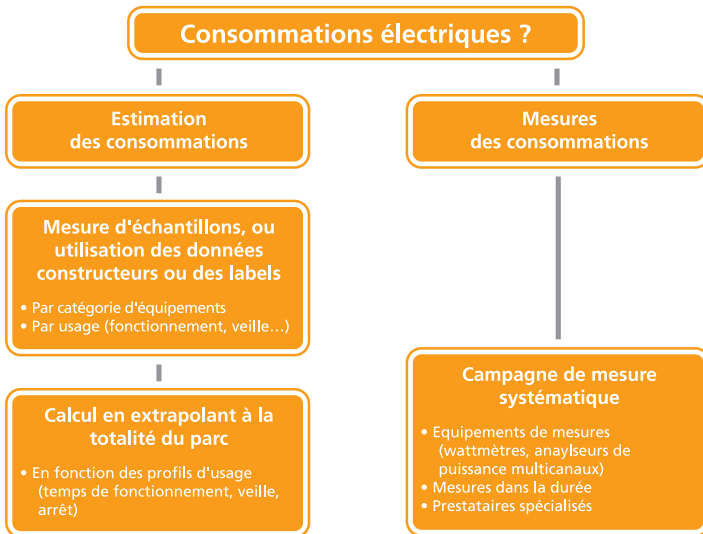 Consommations électriques ?
Estimation
des consommations
Mesures
des consommations
Mesure d'échantillons, ou
utilisation des données
constructeurs ou des labels
• Par catégorie d'équipements
• Par usage (fonctionnement, veille...)
Calcul en extrapolant à la
totalité du parc
• En fonction des profils d'usage
(temps de fonctionnement, veille,
arrêt)
Campagne de mesure
systématique
• Equipements de mesures
(wattmètres, anaylseurs de
puissance multicanaux)
• Mesures dans la durée
• Prestataires spécialisés